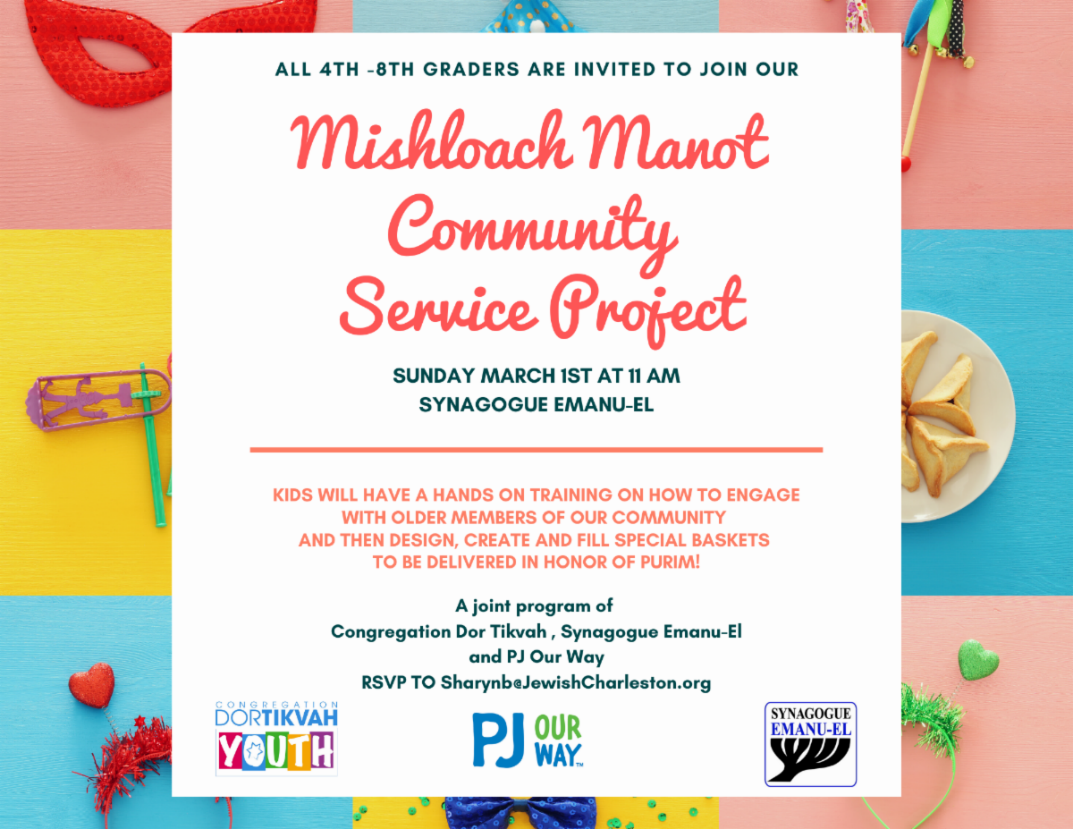 ALL 4TH -8TH GRADERS ARE INVITED TO JOIN OUR
Mishloach Manot
Community
Service Project
SUNDAY MARCH 1ST AT 11 AM
SYNAGOGUE EMANU-EL
KIDS WILL HAVE A HANDS ON TRAINING ON HOW TO ENGAGE
WITH OLDER MEMBERS OF OUR COMMUNITY
AND THEN DESIGN, CREATE AND FILL SPECIAL BASKETS
TO BE DELIVERED IN HONOR OF PURIM!
A joint program of
Congregation Dor Tikvah , Synagogue Emanu-El
and PJ Our Way
RSVP TO Sharynb@JewishCharleston.org
CONGREGATION
DORTIKVAH
YOUTH
PJ OUR
WAY™
SYNAGOGUE
EMANU-EL